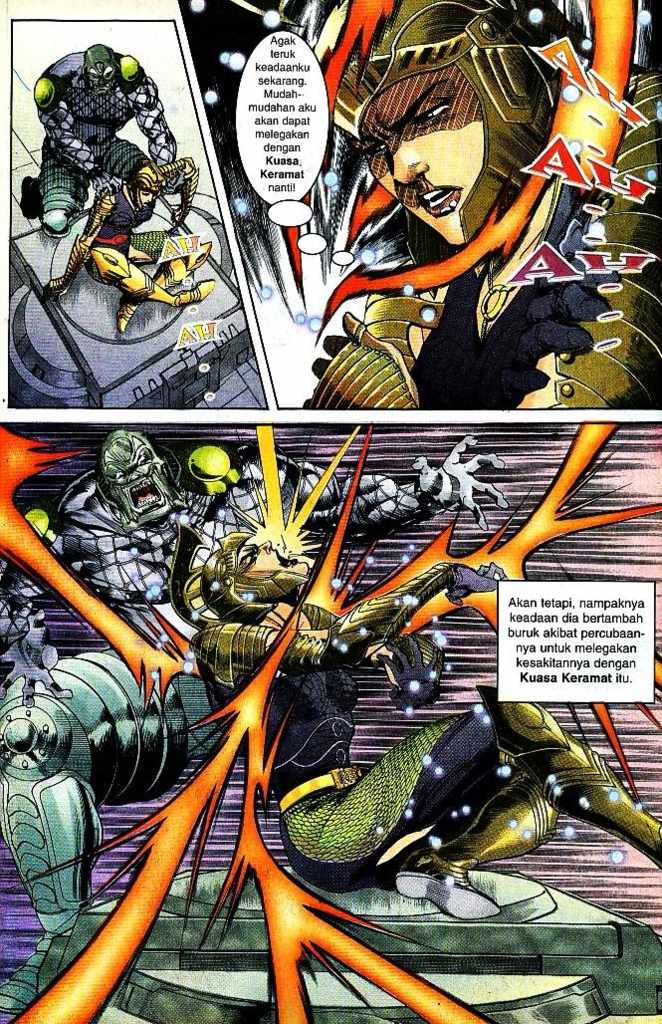 Agak
teruk
keadaanku
sekarang.
Mudah-
mudahan aku
akan dapat
melegakan
dengan
Kuasa
Keramat
nanti!
AH
AH
AH
AH
AH
Akan tetapi, nampaknya
keadaan dia bertambah
buruk akibat percubaan-
nya untuk melegakan
kesakitannya dengan
Kuasa Keramat itu.